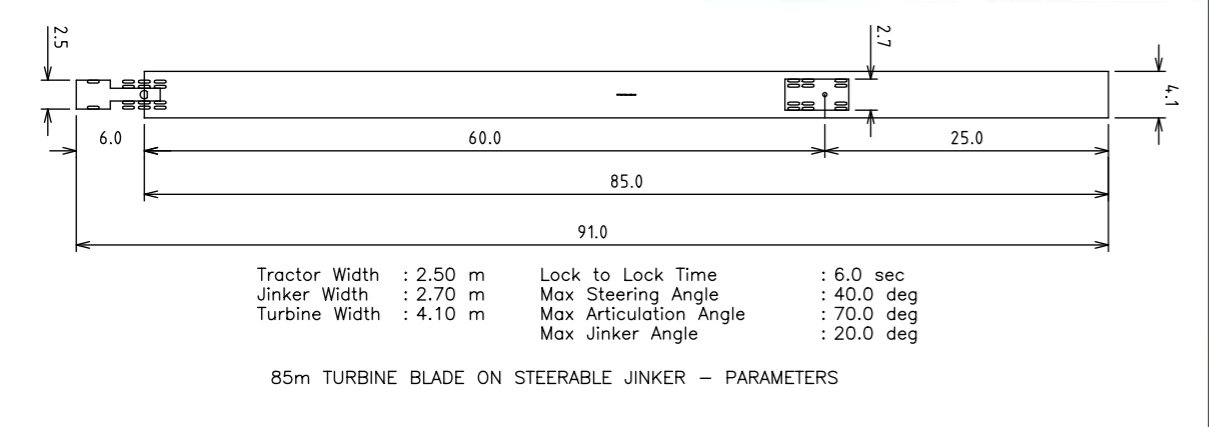 2.5
2.7
4.1
6.0
60.0
25.0
85.0
91.0
Tractor Width : 2.50 m Lock to Lock Time : 6.0 sec
Jinker Width : 2.70 m Max Steering Angle : 40.0 deg
Turbine Width : 4.10 m Max Articulation Angle : 70.0 deg
Max Jinker Angle : 20.0 deg
85m TURBINE BLADE ON STEERABLE JINKER – PARAMETERS